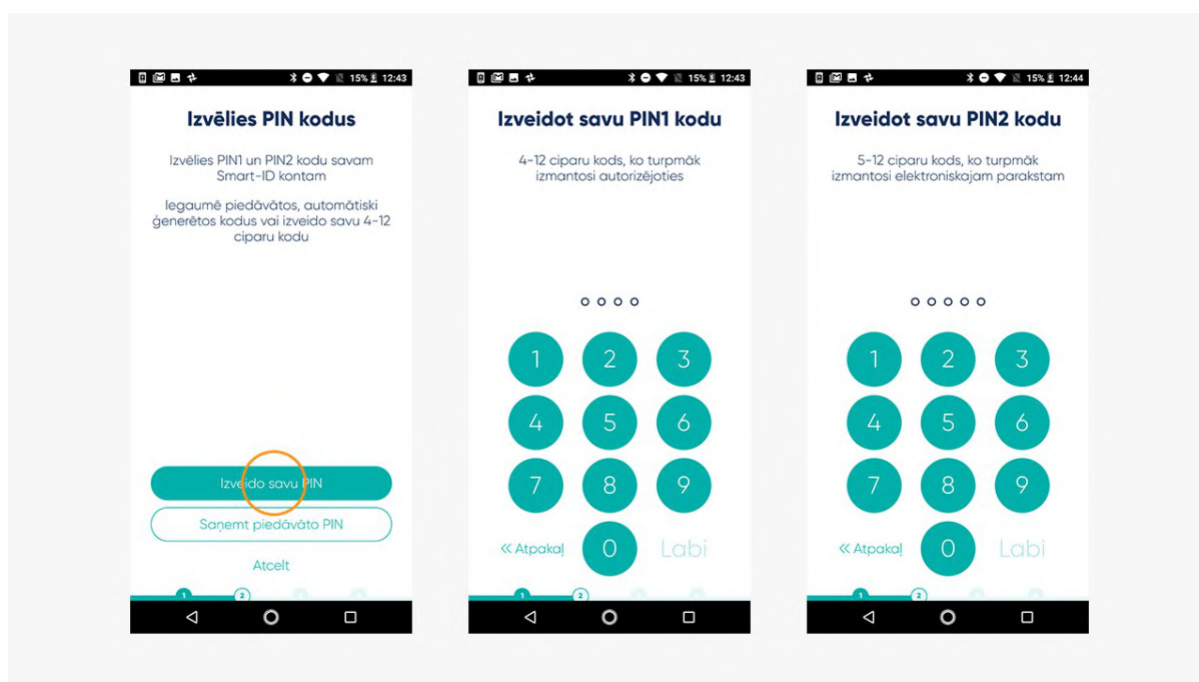 15% 12:43
Izvēlies PIN kodus
Izvēlies PIN1 un PIN2 kodu savam
Smart-ID kontam
Iegaumē piedāvātos, automātiski
ģenerētos kodus vai izveido savu 4-12
ciparu kodu
Izveido savu PIN
Saņemt piedāvāto PIN
Atcelt
1 2
15% 12:43
Izveidot savu PIN1 kodu
4-12 ciparu kods, ko turpmāk
izmantosi autorizējoties
1 2 3
4 5 6
7 8 9
« Atpakaļ 0 Labi
1 2
15% 12:44
Izveidot savu PIN2 kodu
5-12 ciparu kods, ko turpmāk
izmantosi elektroniskajam parakstam
1 2 3
4 5 6
7 8 9
« Atpakaļ 0 Labi
1 2